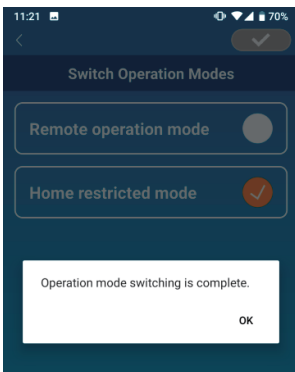 11:21 70%
Switch Operation Modes
Remote operation mode
Home restricted mode
Operation mode switching is complete.
OK